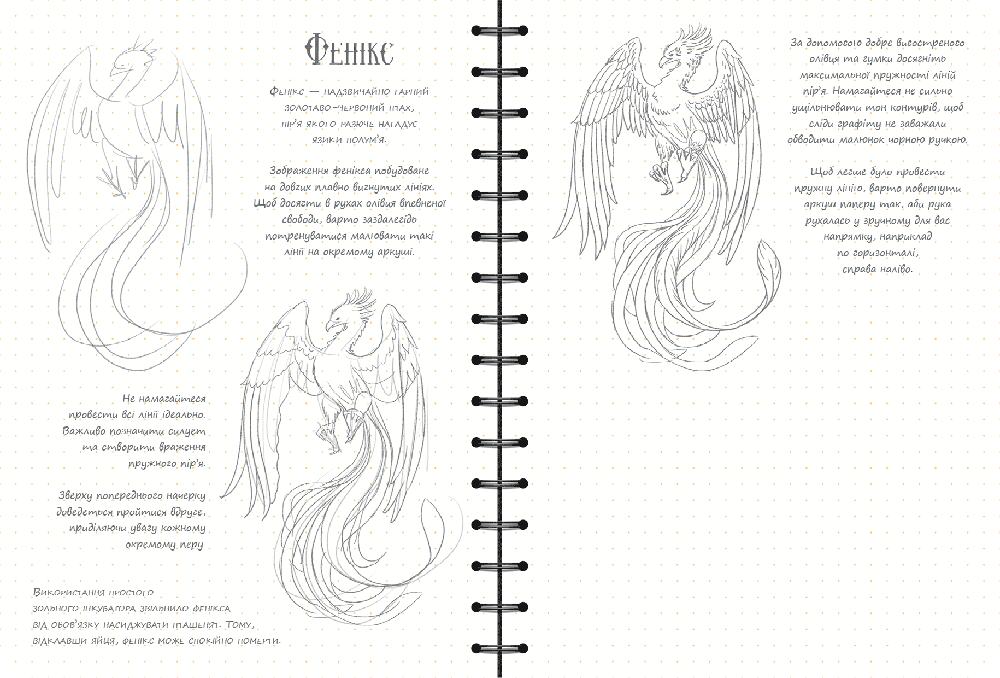 Фенікс
Фенікс — надзвичайно гарний
золотаво-червоний птах,
пір'я якого разюче нагадує
язики полум'я.
Зображення фенікса побудоване
на довгих плавно вигнутих лініях.
Щоб досягти в рухах олівця впевненої
свободи, варто заздалегідь
потренуватися малювати такі
лінії на окремому аркуші.
Не намагайтеся
провести всі лінії ідеально.
Важливо позначити силует
та створити враження
пружного пір'я.
Зверху попереднього начерку
доведеться пройтися вдруге,
приділяючи увагу кожному
окремому перу
Використання простого
зольного інкубатора звільнило фенікса
від обов'язку насиджувати пташенят. Тому,
відклавши яйця, фенікс може спокійно померти.
За допомогою добре вигостреного
олівця та гумки досягніть
максимальної пружності ліній
пір'я. Намагайтеся не сильно
ущільнювати тон контурів, щоб
сліди графіту не заважали
обводити малюнок чорною ручкою.
Щоб легше було провести
пружну лінію, варто повернути
аркуш паперу так, аби рука
рухалась у зручному для вас
напрямку, наприклад
по горизонталі,
справа наліво.